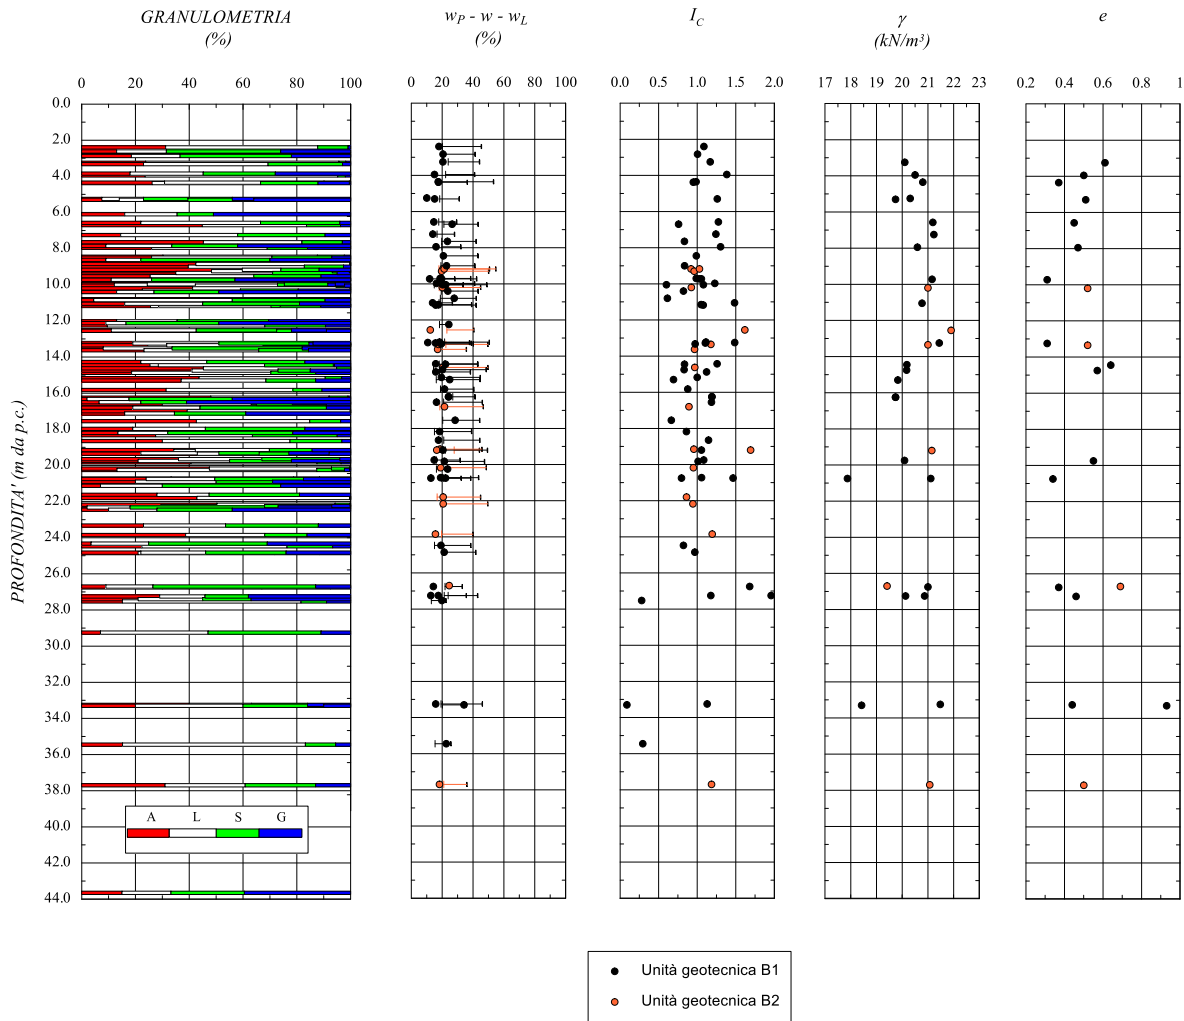 GRANULOMETRIA
(%)
w_P - w - w_L
(%)
I_C
γ
(kN/m³)
e
0 20 40 60 80 100
0 20 40 60 80 100
0.0 0.5 1.0 1.5 2.0
17 18 19 20 21 22 23
0.2 0.4 0.6 0.8 1
0.0
2.0
4.0
6.0
8.0
10.0
12.0
14.0
16.0
18.0
20.0
22.0
24.0
26.0
28.0
30.0
32.0
34.0
36.0
38.0
40.0
42.0
44.0
PROFONDITA' (m da p.c.)
A L S G
Unità geotecnica B1
Unità geotecnica B2